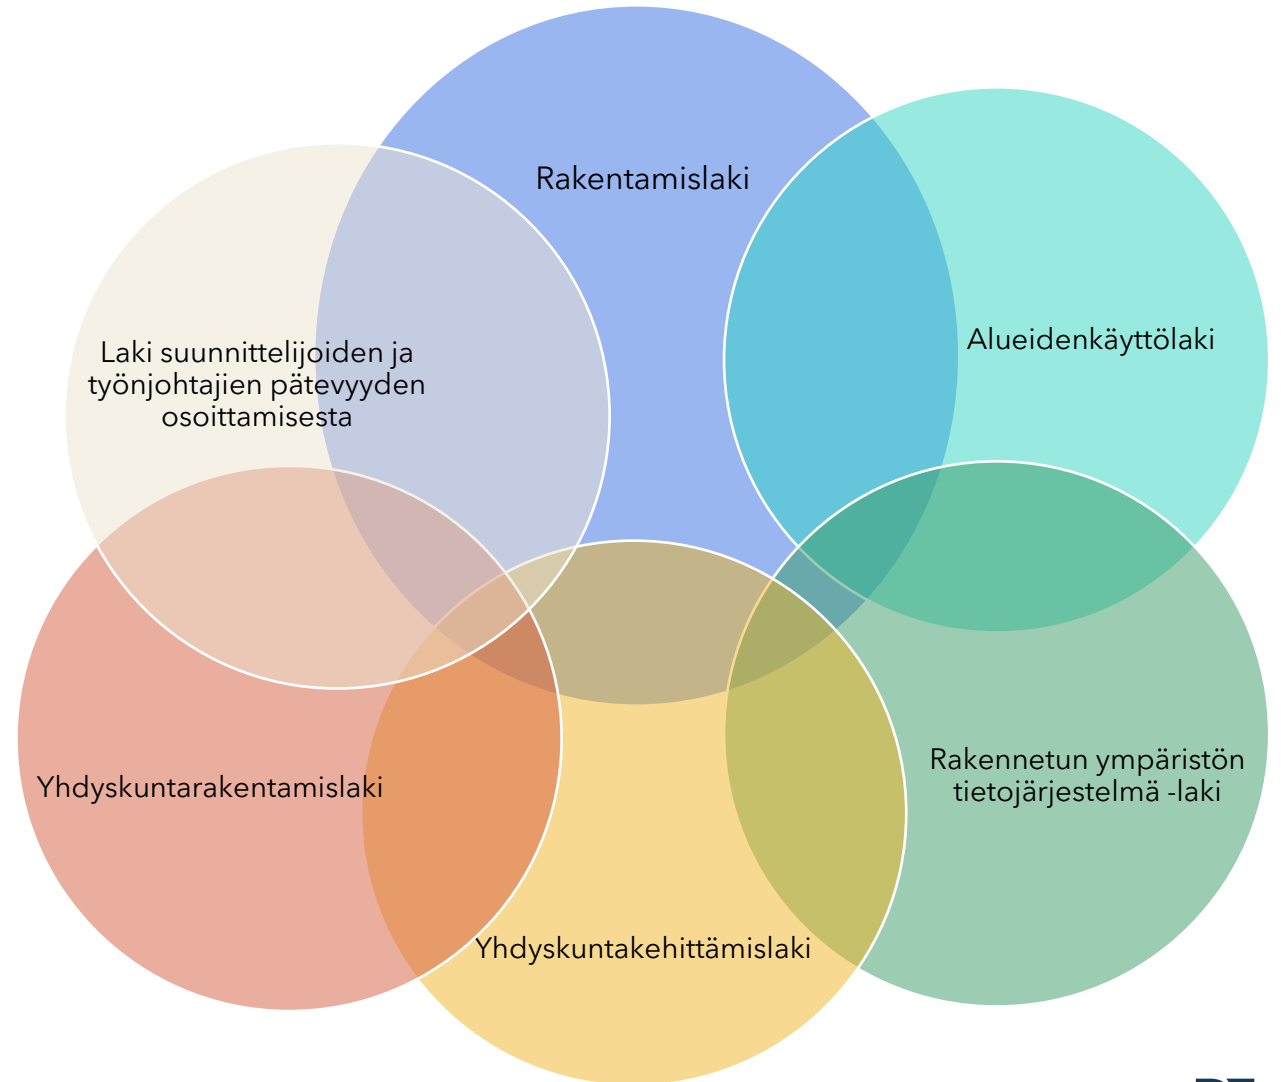 Rakentamislaki
Alueidenkäyttölaki
Laki suunnittelijoiden ja
työnjohtajien pätevyyden
osoittamisesta
Rakennetun ympäristön
tietojärjestelmä -laki
Yhdyskuntarakentamislaki
Yhdyskuntakehittämislaki